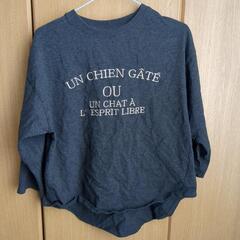 UN CHIEN GÂTÉ
OU
UN CHAT À
L'ESPRIT LIBRE